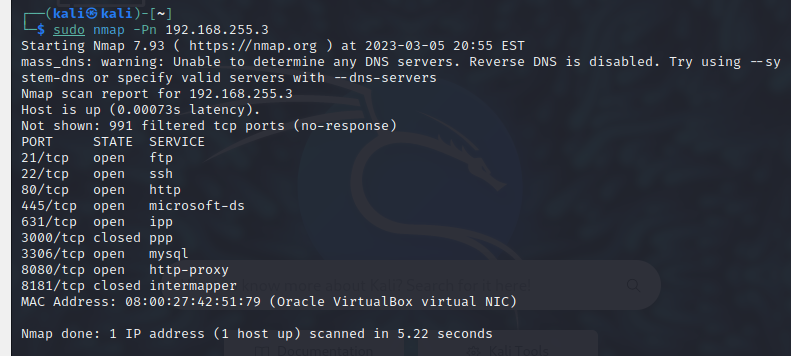 ┌──(kali㉿kali)-[~]
└─$ sudo nmap -Pn 192.168.255.3
Starting Nmap 7.93 ( https://nmap.org ) at 2023-03-05 20:55 EST
mass_dns: warning: Unable to determine any DNS servers. Reverse DNS is disabled. Try using --sy
stem-dns or specify valid servers with --dns-servers
Nmap scan report for 192.168.255.3
Host is up (0.00073s latency).
Not shown: 991 filtered tcp ports (no-response)
PORT     STATE  SERVICE
21/tcp   open   ftp
22/tcp   open   ssh
80/tcp   open   http
445/tcp  open   microsoft-ds
631/tcp  open   ipp
3000/tcp closed ppp
3306/tcp open   mysql
8080/tcp open   http-proxy
8181/tcp closed intermapper
MAC Address: 08:00:27:42:51:79 (Oracle VirtualBox virtual NIC)
Nmap done: 1 IP address (1 host up) scanned in 5.22 seconds